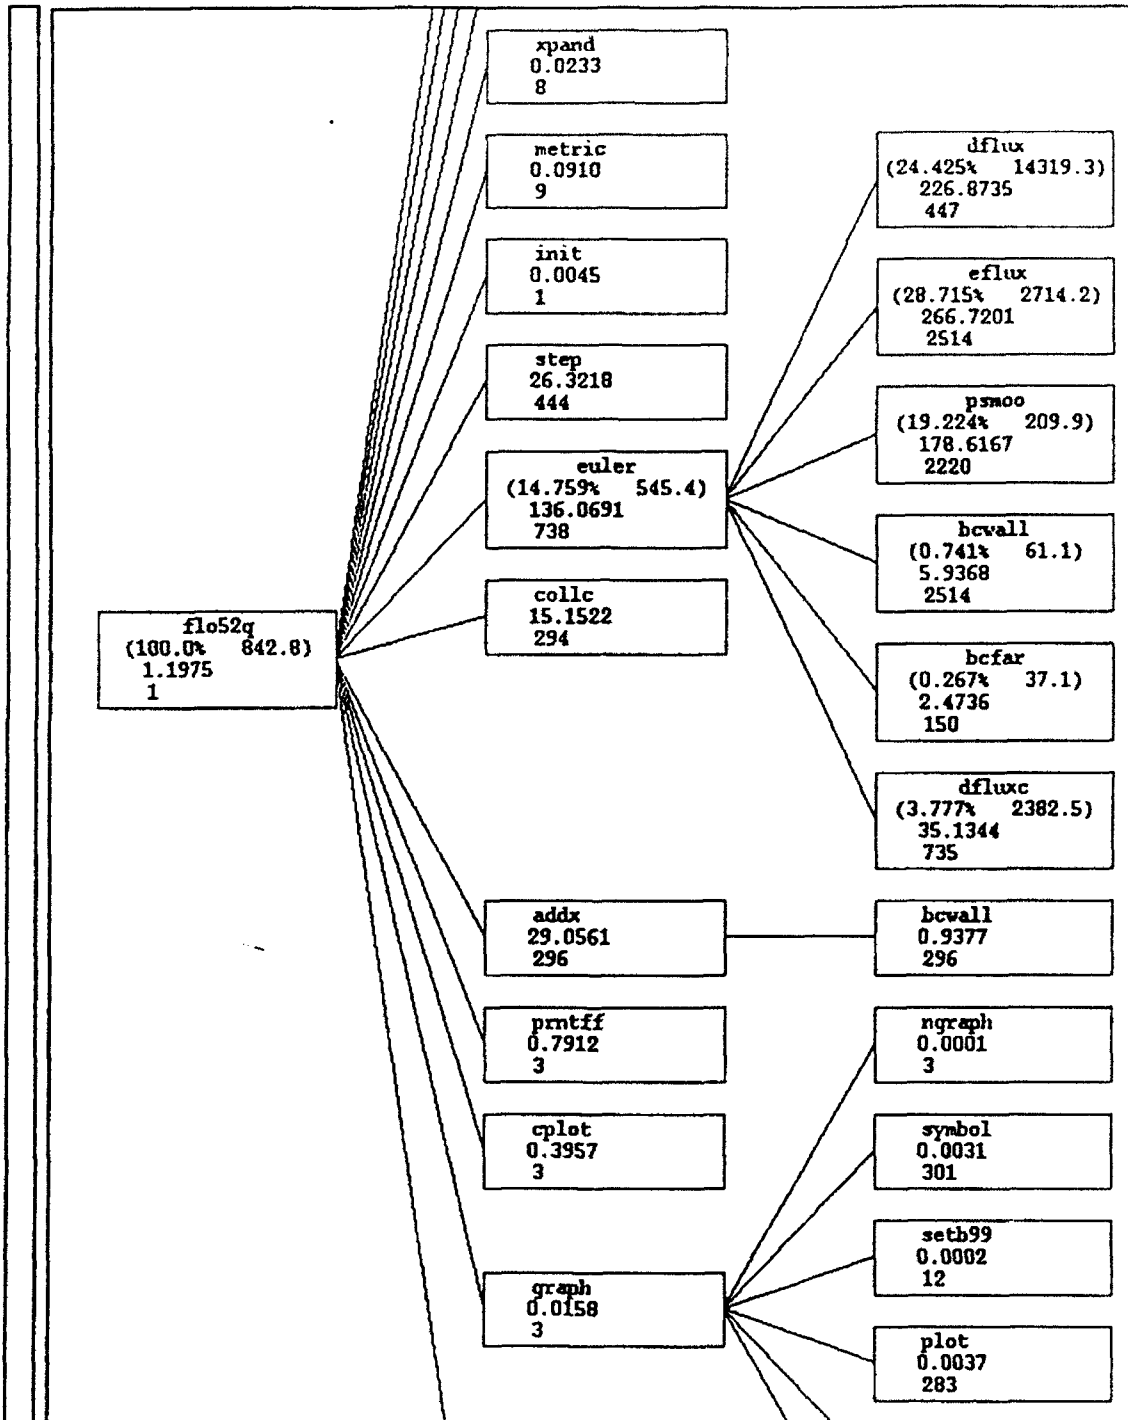 xpand
0.0233
8
metric
0.0910
9
init
0.0045
1
step
26.3218
444
euler
(14.759% 545.4)
136.0691
738
collc
15.1522
294
flo52q
(100.0% 842.8)
1.1975
1
addx
29.0561
296
prntff
0.7912
3
cplot
0.3957
3
graph
0.0158
3
dflux
(24.425% 14319.3)
226.8735
447
eflux
(28.715% 2714.2)
266.7201
2514
psmoo
(19.224% 209.9)
178.6167
2220
bcwall
(0.741% 61.1)
5.9368
2514
bcfar
(0.267% 37.1)
2.4736
150
dfluxc
(3.777% 2382.5)
35.1344
735
bcwall
0.9377
296
ngraph
0.0001
3
symbol
0.0031
301
setb99
0.0002
12
plot
0.0037
283